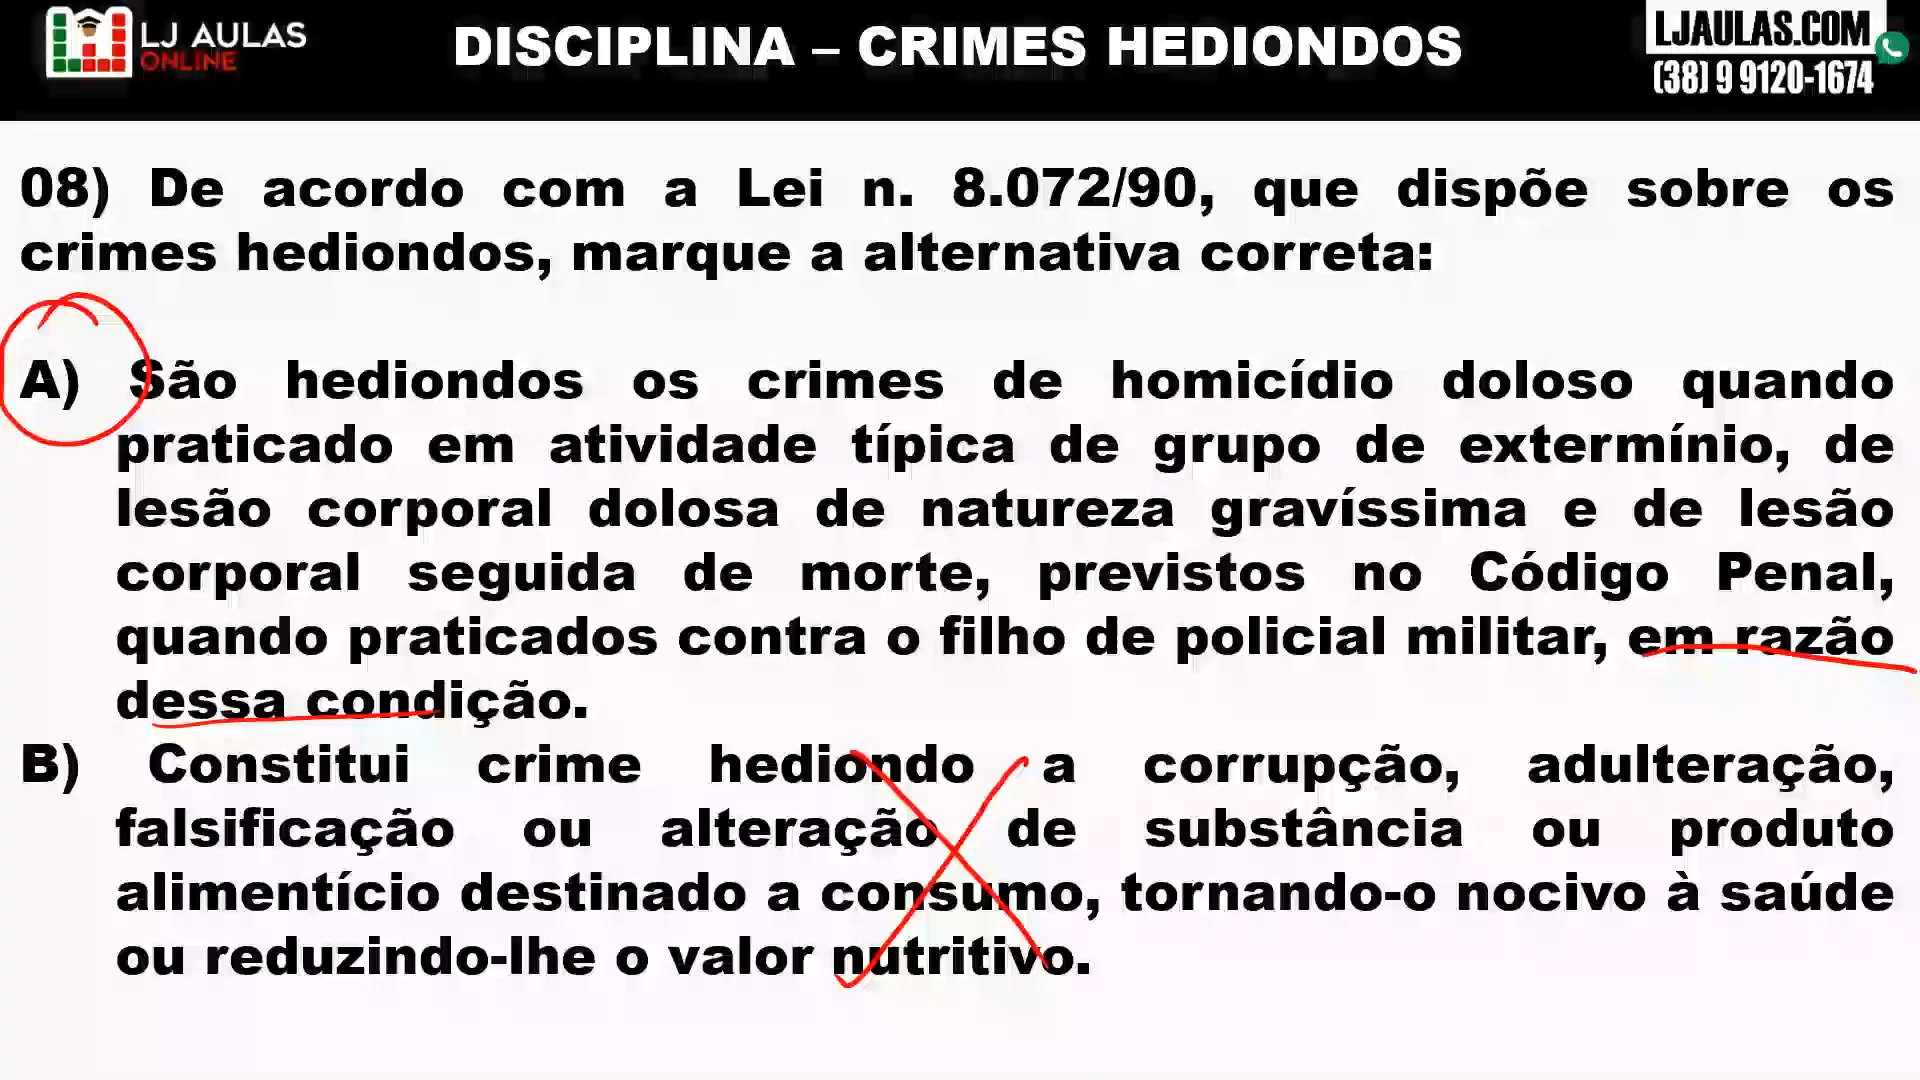 LJ AULAS
ONLINE
DISCIPLINA – CRIMES HEDIONDOS
LJAULAS.COM
(38) 9 9120-1674
08) De acordo com a Lei n. 8.072/90, que dispõe sobre os
crimes hediondos, marque a alternativa correta:
A) São hediondos os crimes de homicídio doloso quando
praticado em atividade típica de grupo de extermínio, de
lesão corporal dolosa de natureza gravíssima e de lesão
corporal seguida de morte, previstos no Código Penal,
quando praticados contra o filho de policial militar, em razão
dessa condição.
B) Constitui crime hediondo a corrupção, adulteração,
falsificação ou alteração de substância ou produto
alimentício destinado a consumo, tornando-o nocivo à saúde
ou reduzindo-lhe o valor nutritivo.